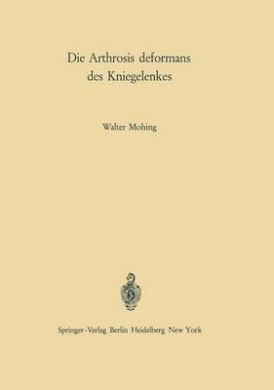 Die Arthrosis deformans
des Kniegelenkes
Walter Mohing
Springer-Verlag Berlin Heidelberg New York